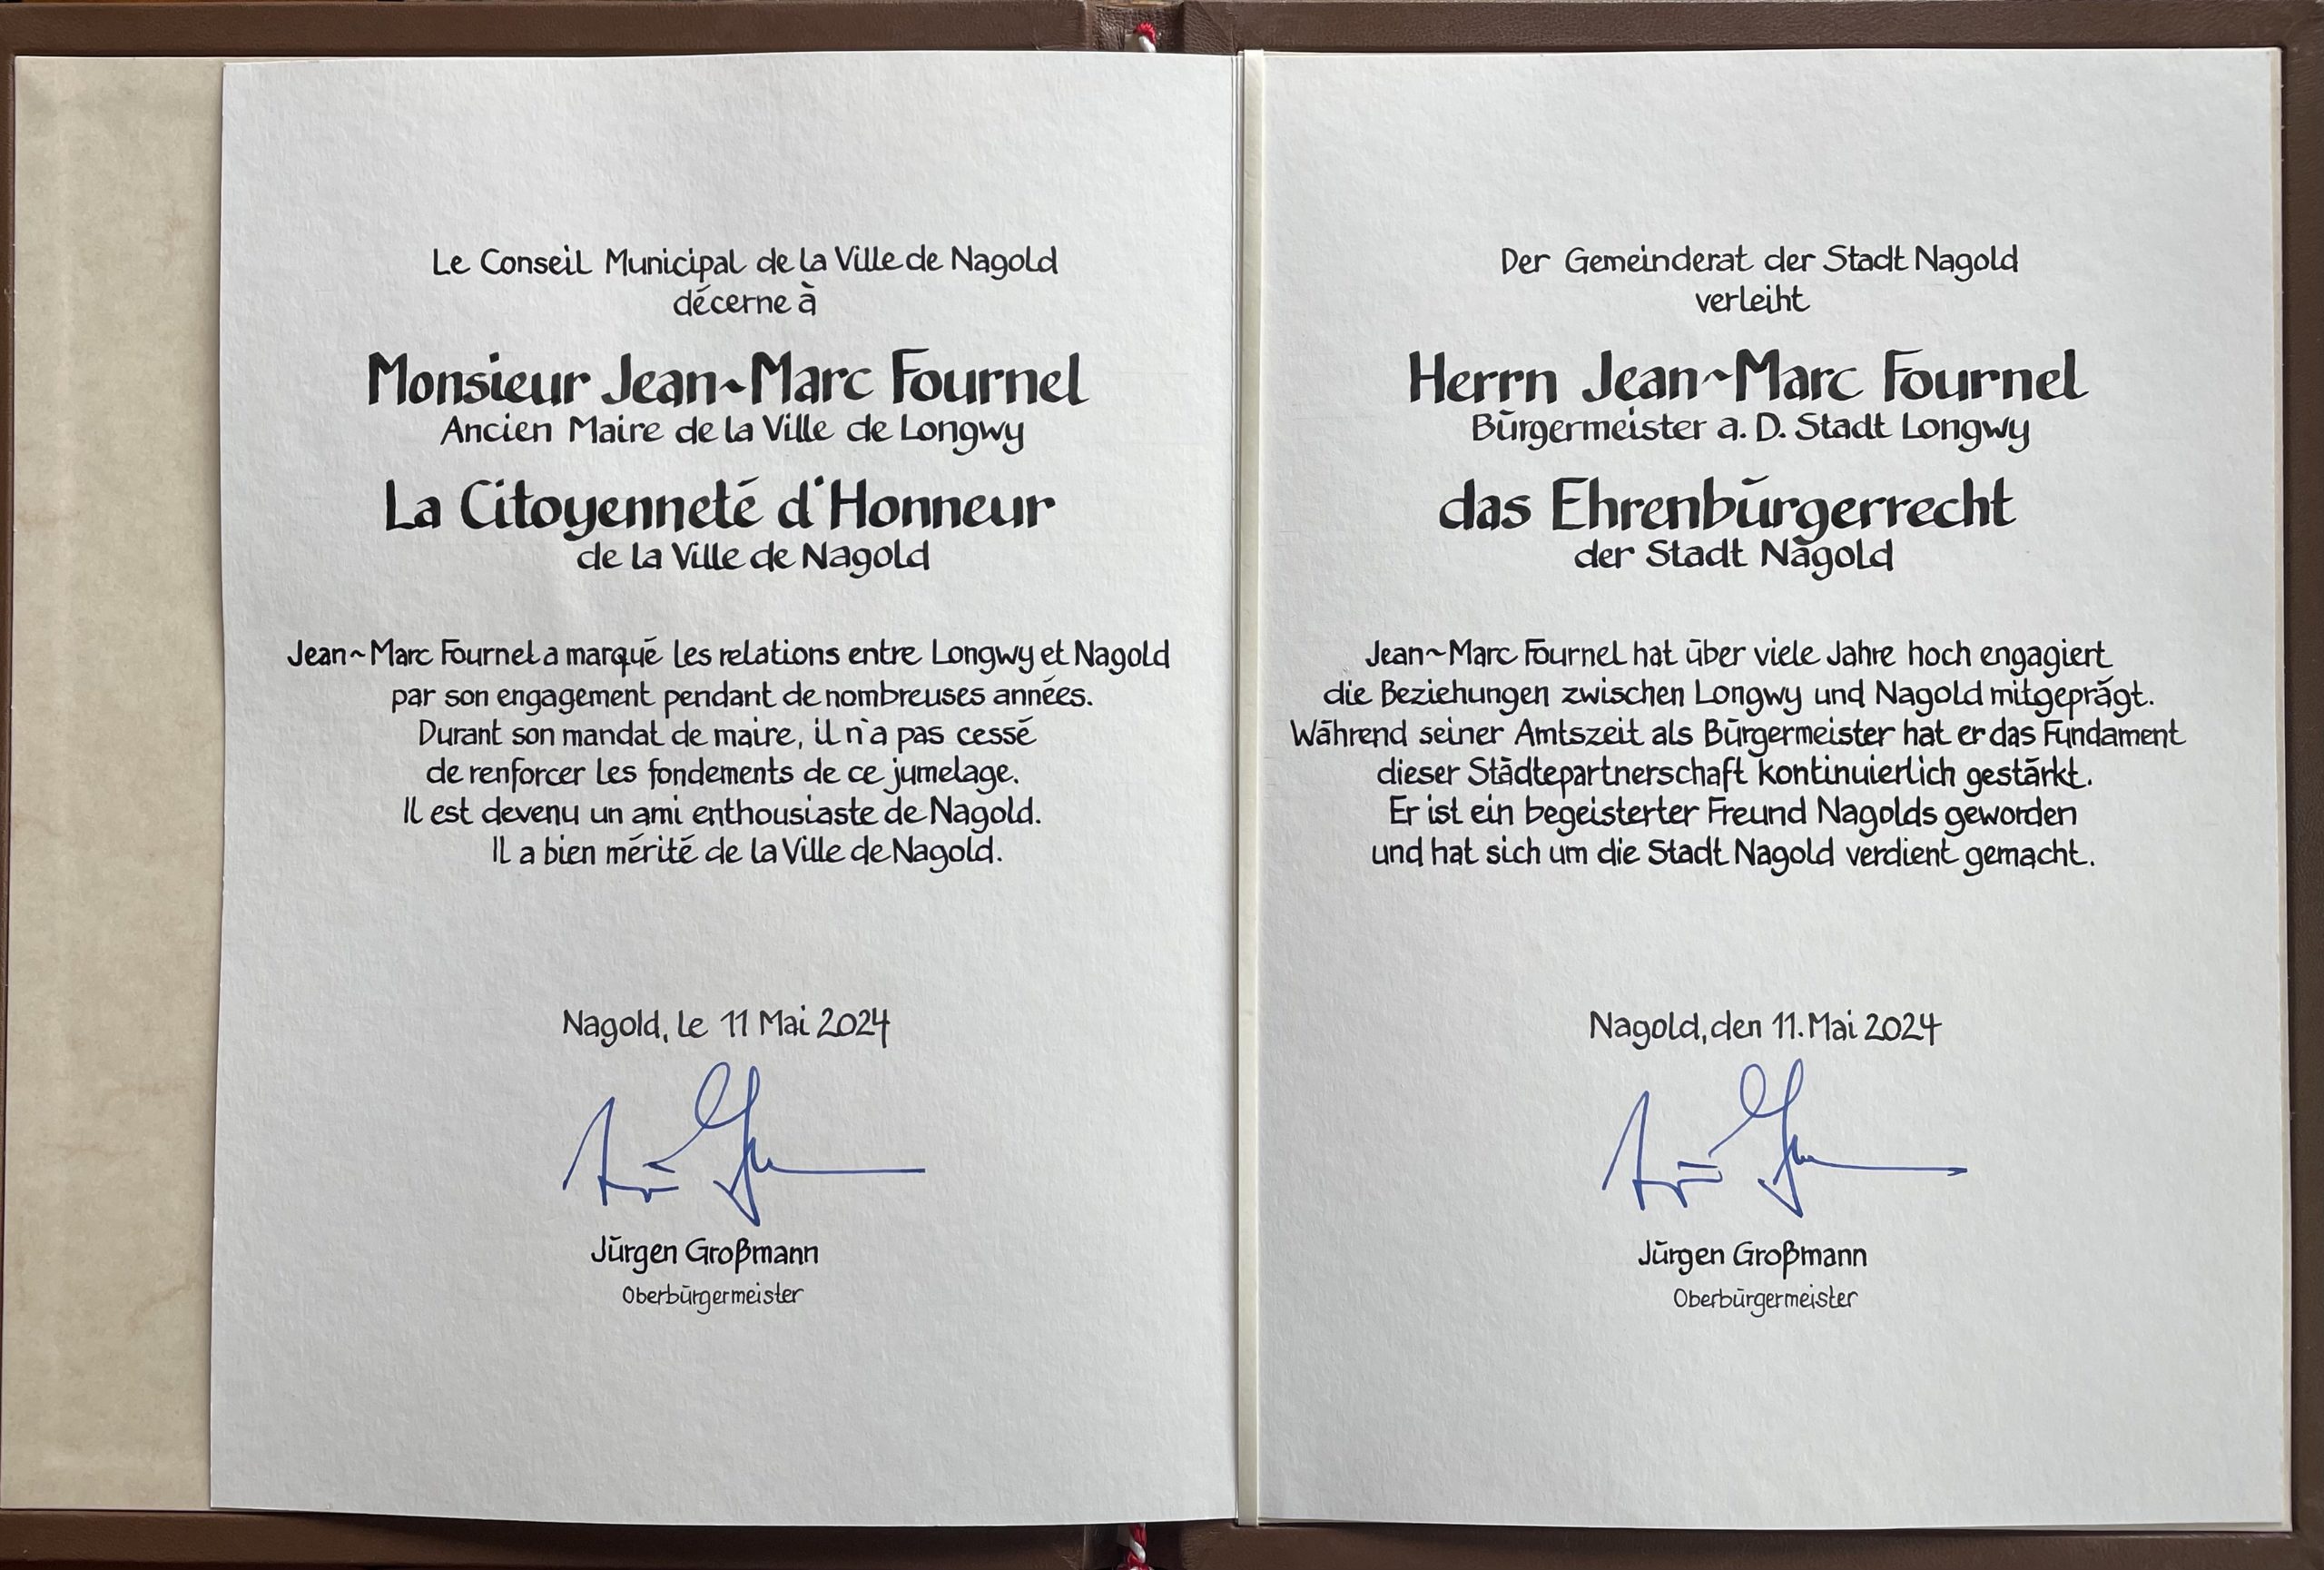 Le Conseil Municipal de la Ville de Nagold
décerne à
Monsieur Jean~Marc Fournel
Ancien Maire de la Ville de Longwy
La Citoyenneté d'Honneur
de la Ville de Nagold
Jean~Marc Fournel a marqué les relations entre Longwy et Nagold
par son engagement pendant de nombreuses années.
Durant son mandat de maire, il n'a pas cessé
de renforcer les fondements de ce jumelage.
Il est devenu un ami enthousiaste de Nagold.
Il a bien mérité de la Ville de Nagold.
Nagold, le 11 Mai 2024
Jürgen Großmann
Oberbürgermeister
Der Gemeinderat der Stadt Nagold
verleiht
Herrn Jean~Marc Fournel
Bürgermeister a. D. Stadt Longwy
das Ehrenbürgerrecht
der Stadt Nagold
Jean~Marc Fournel hat über viele Jahre hoch engagiert
die Beziehungen zwischen Longwy und Nagold mitgeprägt.
Während seiner Amtszeit als Bürgermeister hat er das Fundament
dieser Städtepartnerschaft kontinuierlich gestärkt.
Er ist ein begeisterter Freund Nagolds geworden
und hat sich um die Stadt Nagold verdient gemacht.
Nagold, den 11. Mai 2024
Jürgen Großmann
Oberbürgermeister